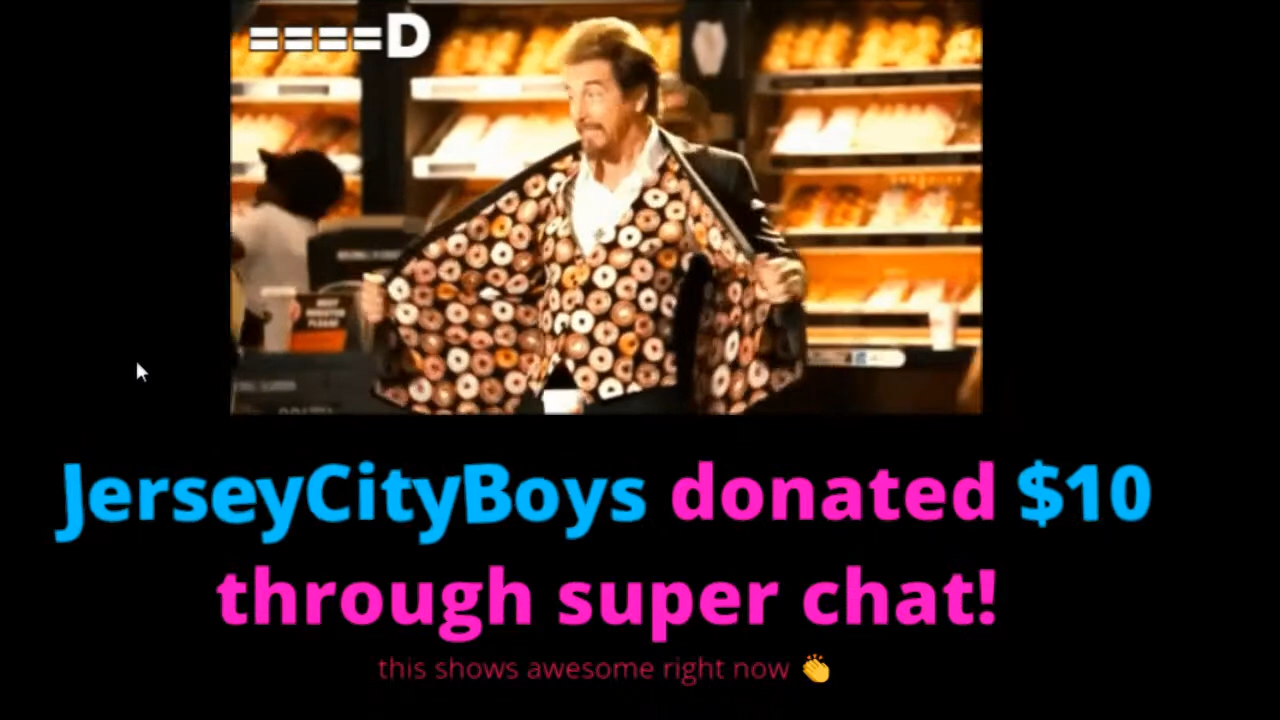 ====D
JerseyCityBoys donated $10
through super chat!
this shows awesome right now 👏